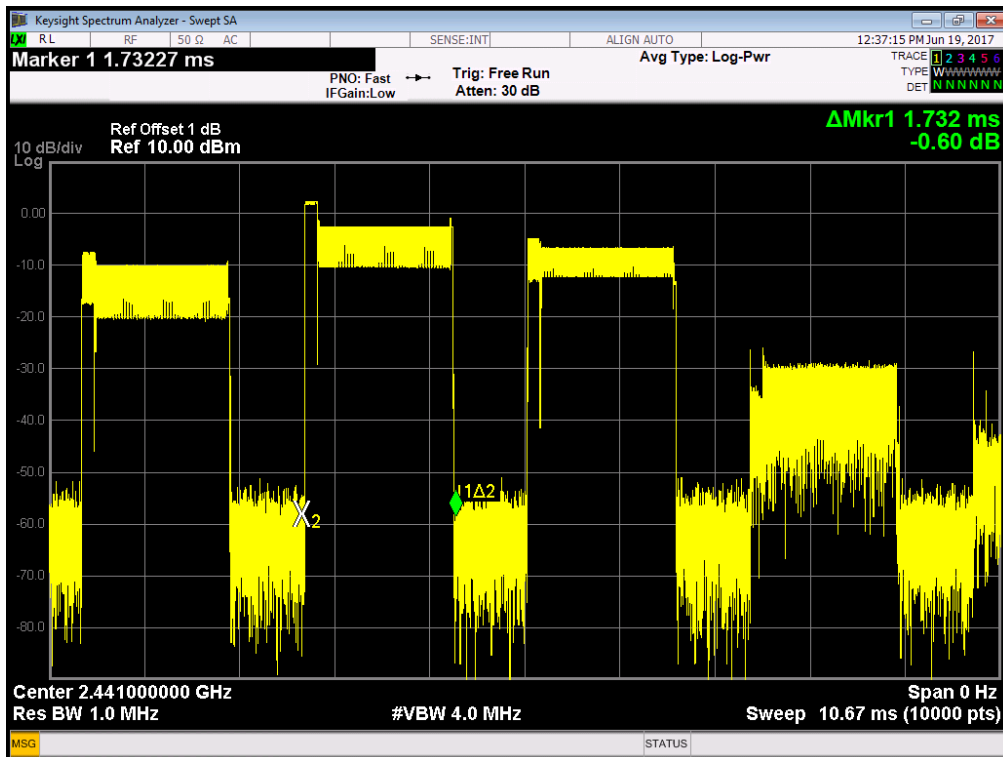 Keysight Spectrum Analyzer - Swept SA
LXI RL RF 50 Ω AC SENSE:INT ALIGN AUTO 12:37:15 PM Jun 19, 2017
Marker 1 1.73227 ms
Avg Type: Log-Pwr
TRACE 1 2 3 4 5 6
PNO: Fast Trig: Free Run
TYPE WWWWWW
IFGain:Low Atten: 30 dB
DET N N N N N N
ΔMkr1 1.732 ms
-0.60 dB
Ref Offset 1 dB
10 dB/div Ref 10.00 dBm
Log
0.00
-10.0
-20.0
-30.0
-40.0
-50.0
1Δ2
X2
-60.0
-70.0
-80.0
Center 2.441000000 GHz Span 0 Hz
Res BW 1.0 MHz #VBW 4.0 MHz Sweep 10.67 ms (10000 pts)
MSG STATUS